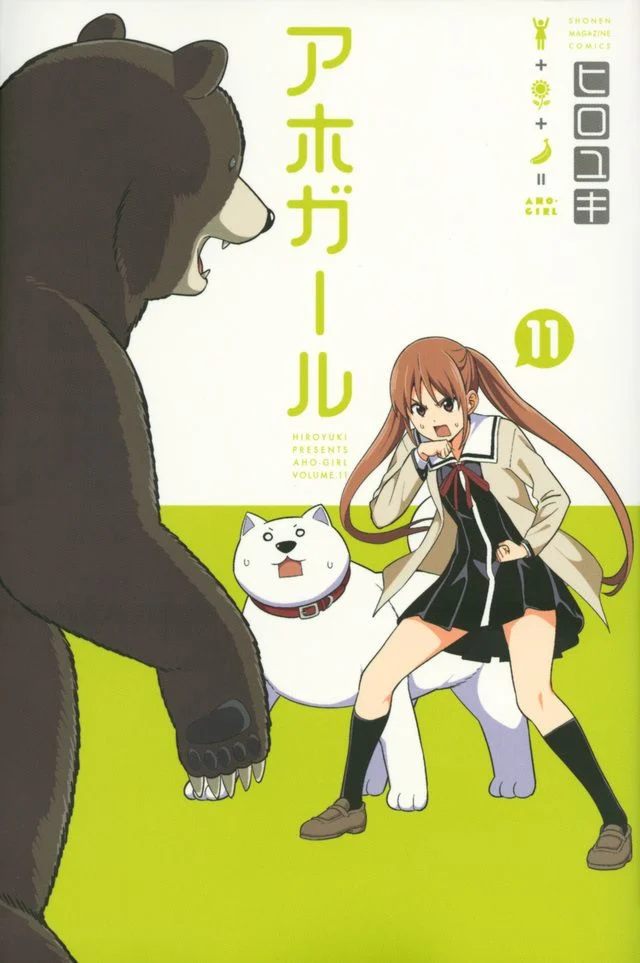 アホガール
HIROYUKI
PRESENTS
AHO-GIRL
VOLUME.11
SHONEN
MAGAZINE
COMICS
ヒロユキ
+
+
=
AHO-
GIRL
11